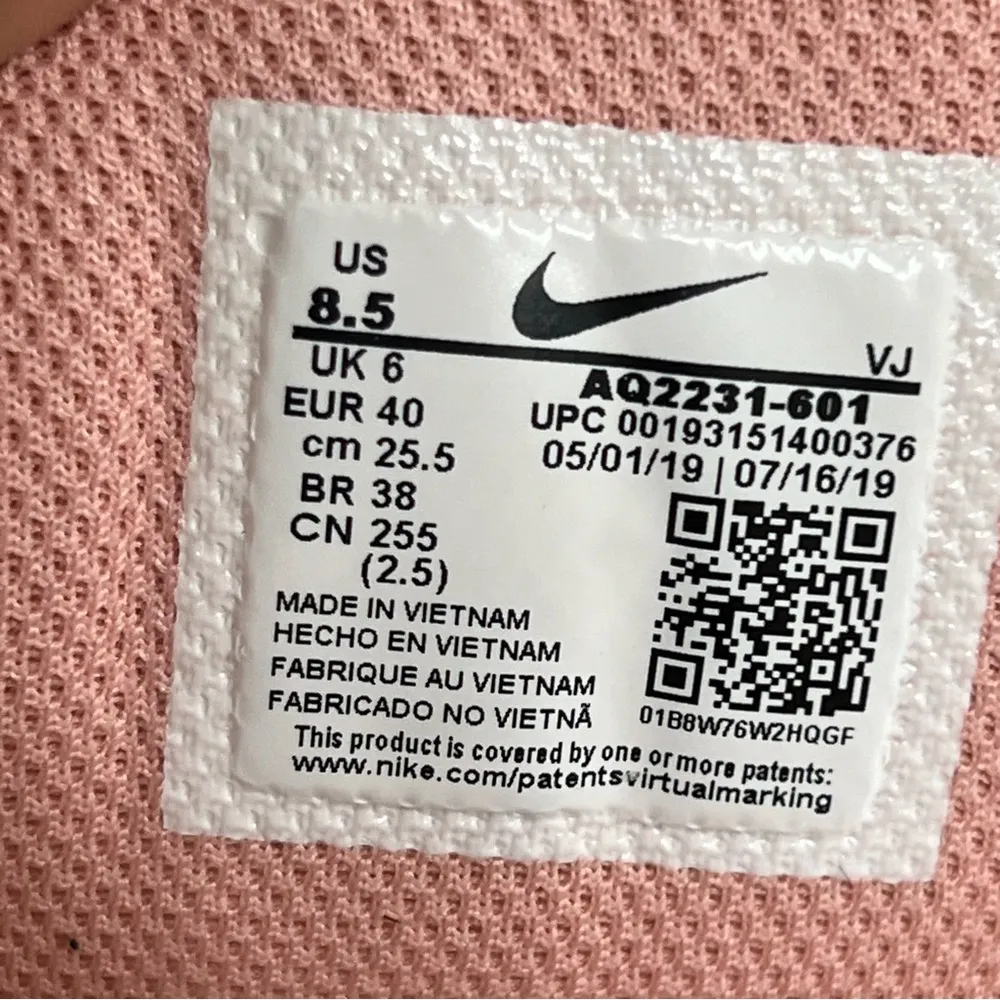 US
8.5
VJ
UK 6
EUR 40
cm 25.5
BR 38
CN 255
(2.5)
AQ2231-601
UPC 00193151400376
05/01/19 | 07/16/19
01B8W76W2HQGF
MADE IN VIETNAM
HECHO EN VIETNAM
FABRIQUE AU VIETNAM
FABRICADO NO VIETNÃ
This product is covered by one or more patents:
www.nike.com/patentsvirtualmarking